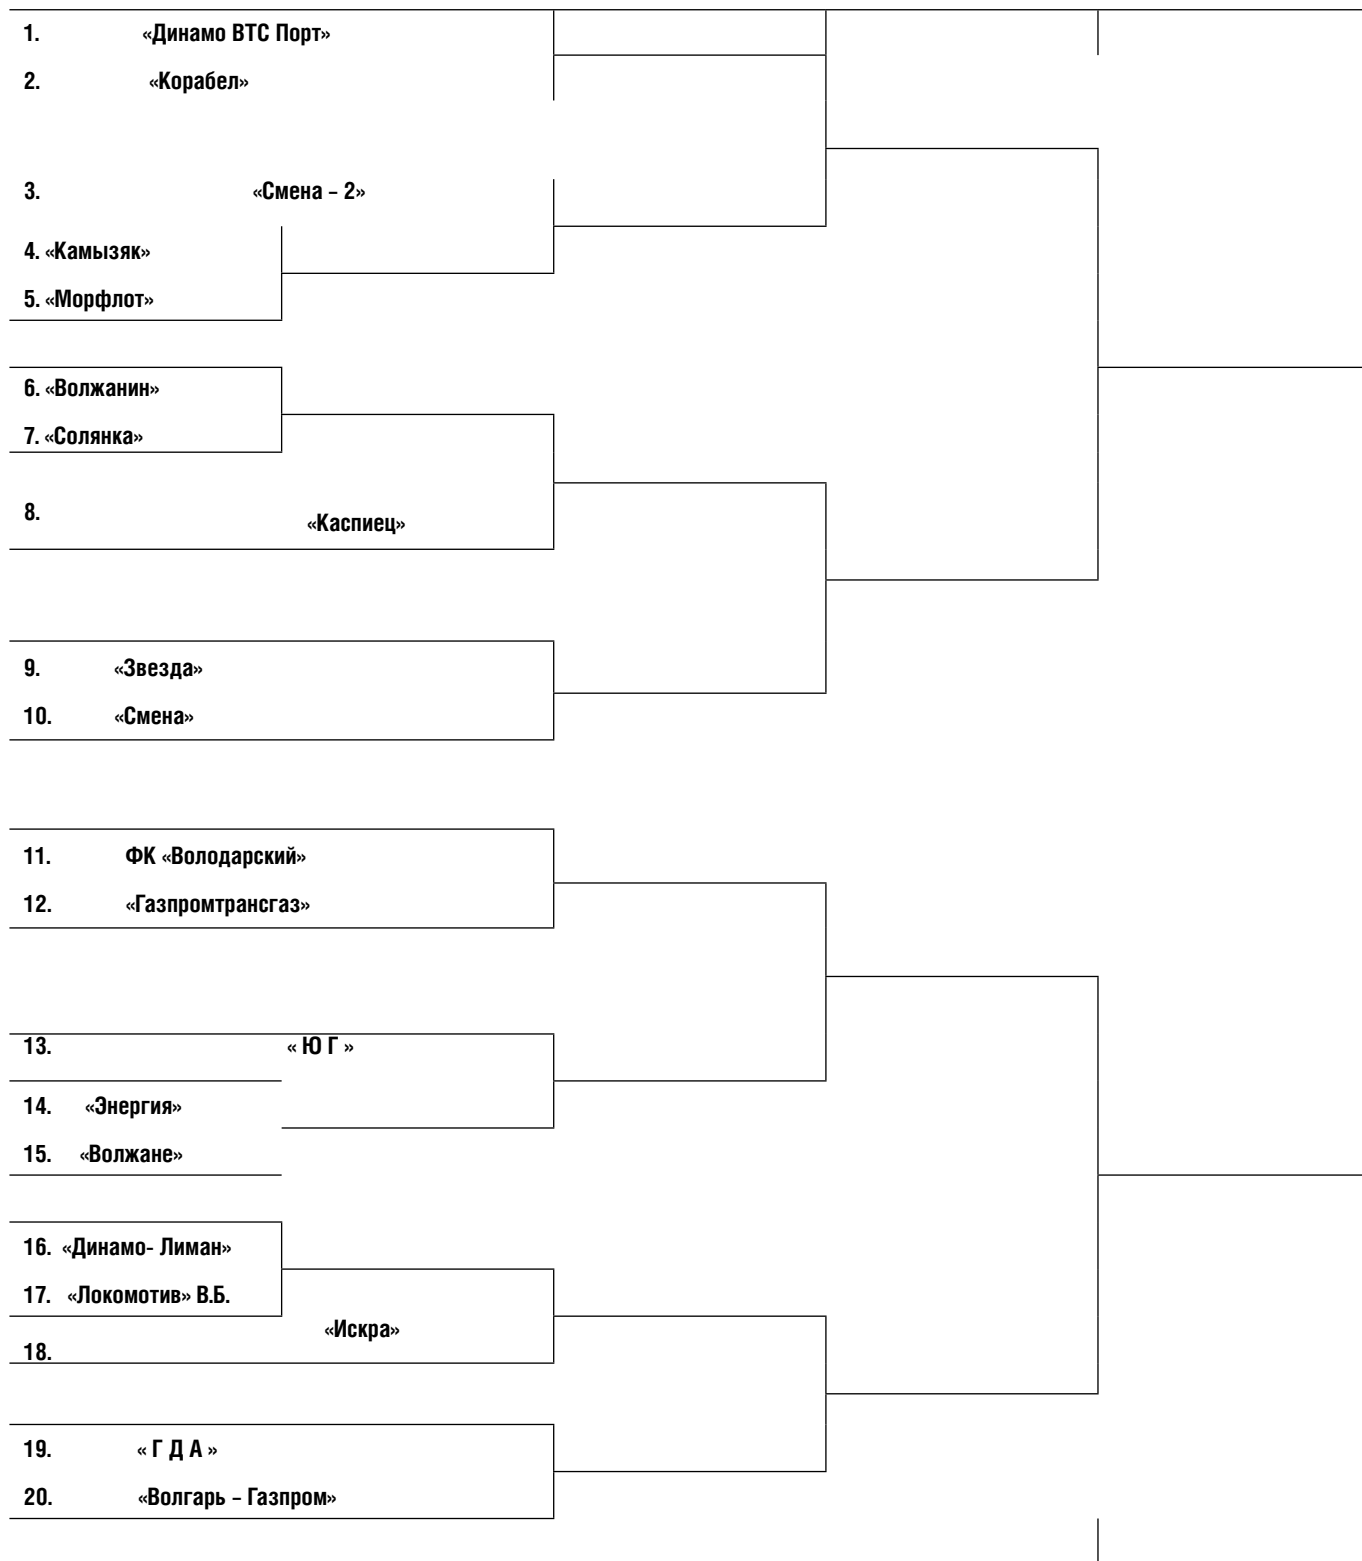 1. «Динамо ВТС Порт»
2. «Корабел»
3. «Смена – 2»
4. «Камызяк»
5. «Морфлот»
6. «Волжанин»
7. «Солянка»
8. «Каспиец»
9. «Звезда»
10. «Смена»
11. ФК «Володарский»
12. «Газпромтрансгаз»
13. « Ю Г »
14. «Энергия»
15. «Волжане»
16. «Динамо- Лиман»
17. «Локомотив» В.Б.
18. «Искра»
19. « Г Д А »
20. «Волгарь – Газпром»